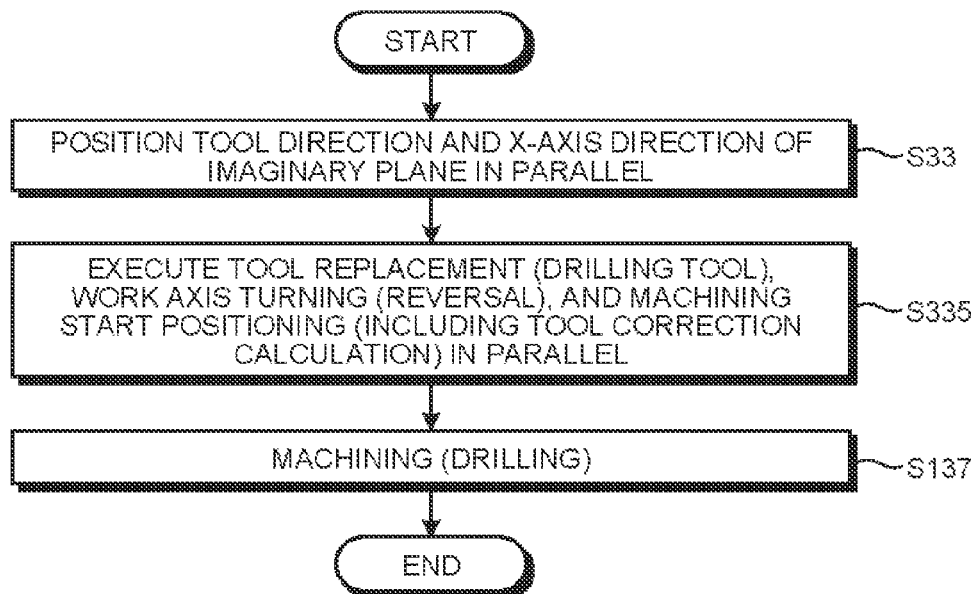 START
POSITION TOOL DIRECTION AND X-AXIS DIRECTION OF
IMAGINARY PLANE IN PARALLEL
S33
EXECUTE TOOL REPLACEMENT (DRILLING TOOL),
WORK AXIS TURNING (REVERSAL), AND MACHINING
START POSITIONING (INCLUDING TOOL CORRECTION
CALCULATION) IN PARALLEL
S335
MACHINING (DRILLING)
S137
END